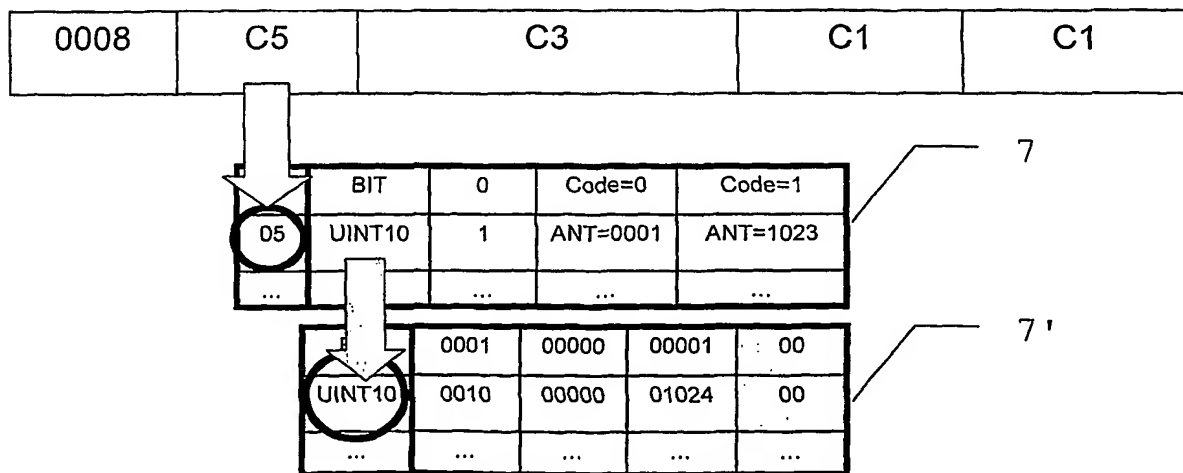 0008 C5 C3 C1 C1
7
BIT 0 Code=0 Code=1
05 UINT10 1 ANT=0001 ANT=1023
... ... ... ...
7'
... 0001 00000 00001 00
UINT10 0010 00000 01024 00
... ... ... ... ...